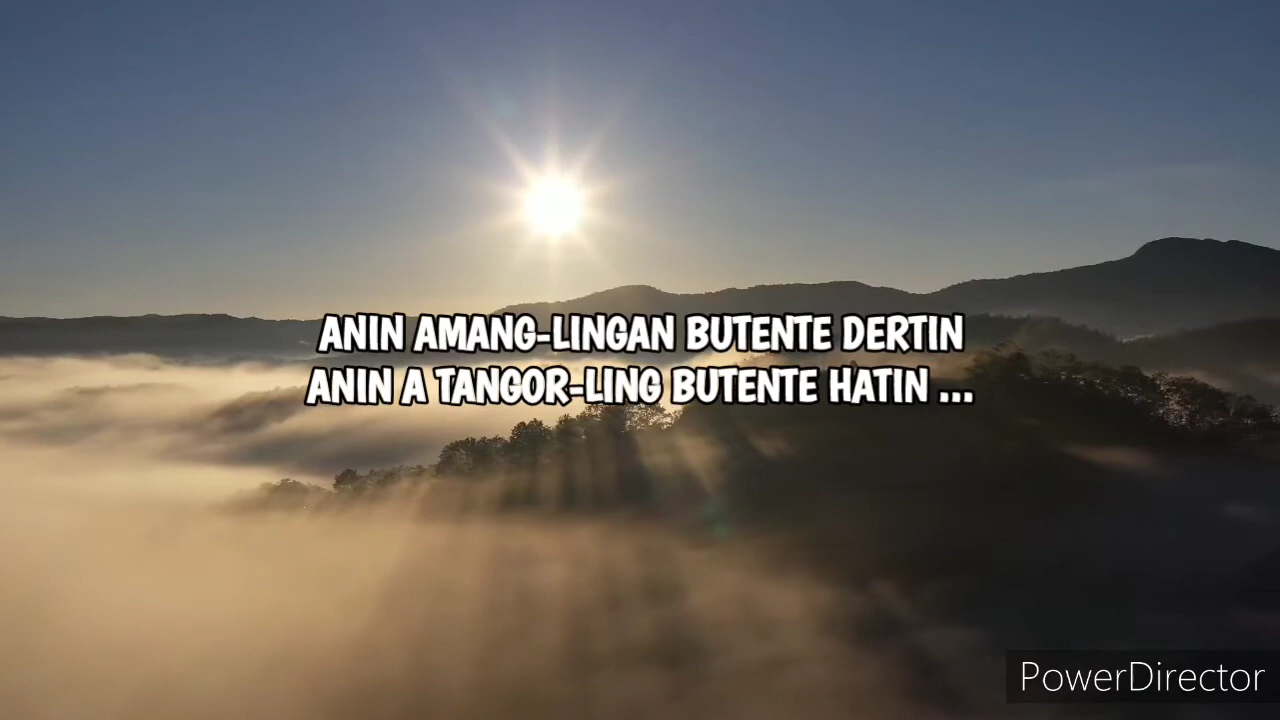 ANIN AMANG-LINGAN BUTENTE DERTIN
ANIN A TANGOR-LING BUTENTE HATIN ...
PowerDirector